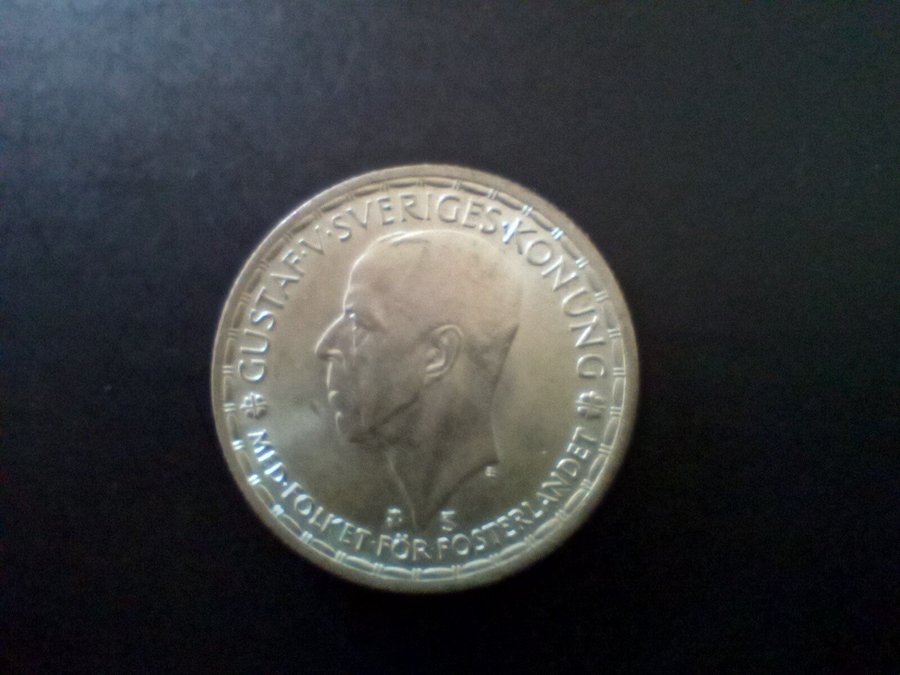 GUSTAF·V·SVERIGES·KONUNG
MED·FOLKET·FÖR·FOSTERLANDET